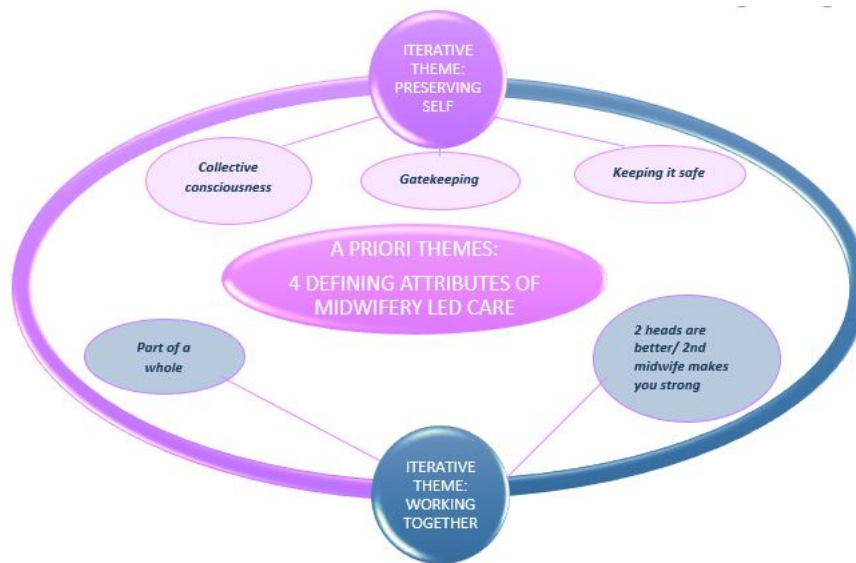 ITERATIVE
THEME:
PRESERVING
SELF
Collective
consciousness
Gatekeeping
Keeping it safe
A PRIORI THEMES:
4 DEFINING ATTRIBUTES OF
MIDWIFERY LED CARE
Part of a
whole
2 heads are
better/ 2nd
midwife makes
you strong
ITERATIVE
THEME:
WORKING
TOGETHER